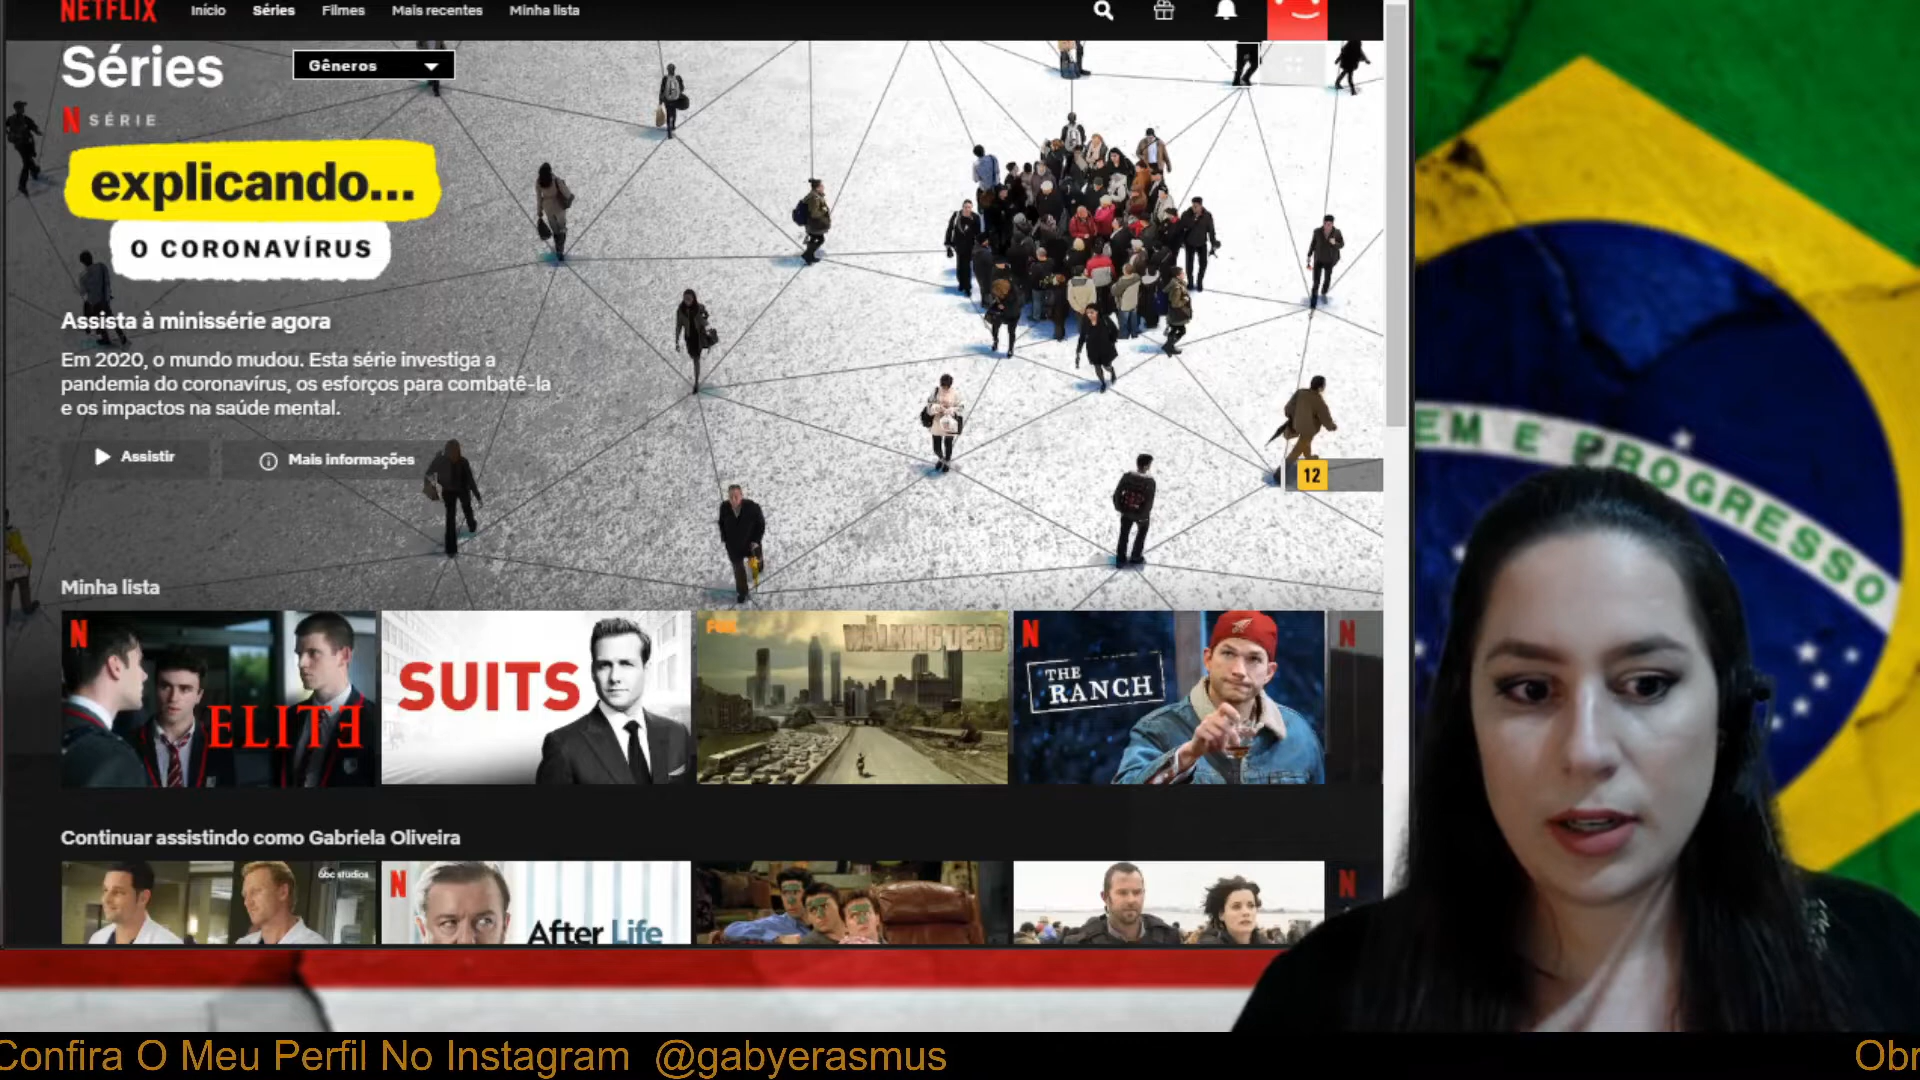 NETFLIX
Início Séries Filmes Mais recentes Minha lista
Séries
Gêneros
N SÉRIE
explicando...
O CORONAVÍRUS
Assista à minissérie agora
Em 2020, o mundo mudou. Esta série investiga a
pandemia do coronavírus, os esforços para combatê-la
e os impactos na saúde mental.
Assistir
Mais informações
12
EM E PROGRESSO
Minha lista
N
ELITE
SUITS
FOX
THE
WALKING DEAD
N
THE
RANCH
N
Continuar assistindo como Gabriela Oliveira
abc studios
N
After Life
N
Confira O Meu Perfil No Instagram @gabyerasmus
Obr